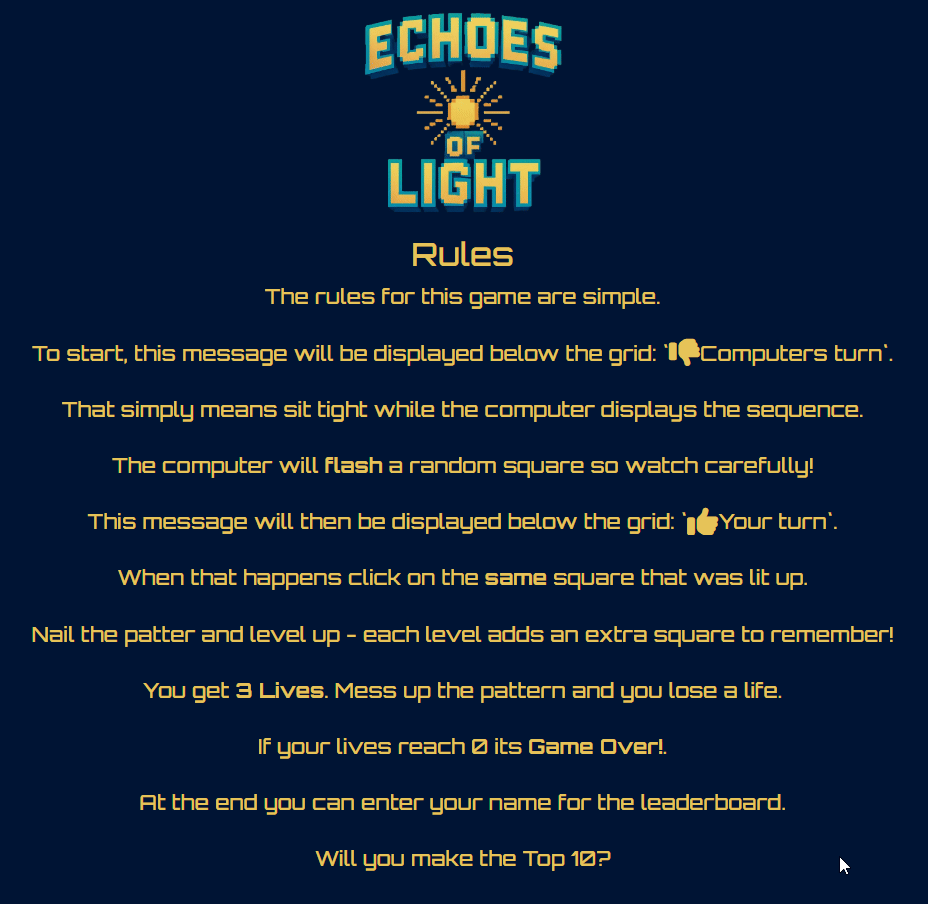 ECHOES
OF
LIGHT
Rules
The rules for this game are simple.
To start, this message will be displayed below the grid: `👎Computers turn`.
That simply means sit tight while the computer displays the sequence.
The computer will flash a random square so watch carefully!
This message will then be displayed below the grid: `👍Your turn`.
When that happens click on the same square that was lit up.
Nail the patter and level up - each level adds an extra square to remember!
You get 3 Lives. Mess up the pattern and you lose a life.
If your lives reach 0 its Game Over!.
At the end you can enter your name for the leaderboard.
Will you make the Top 10?